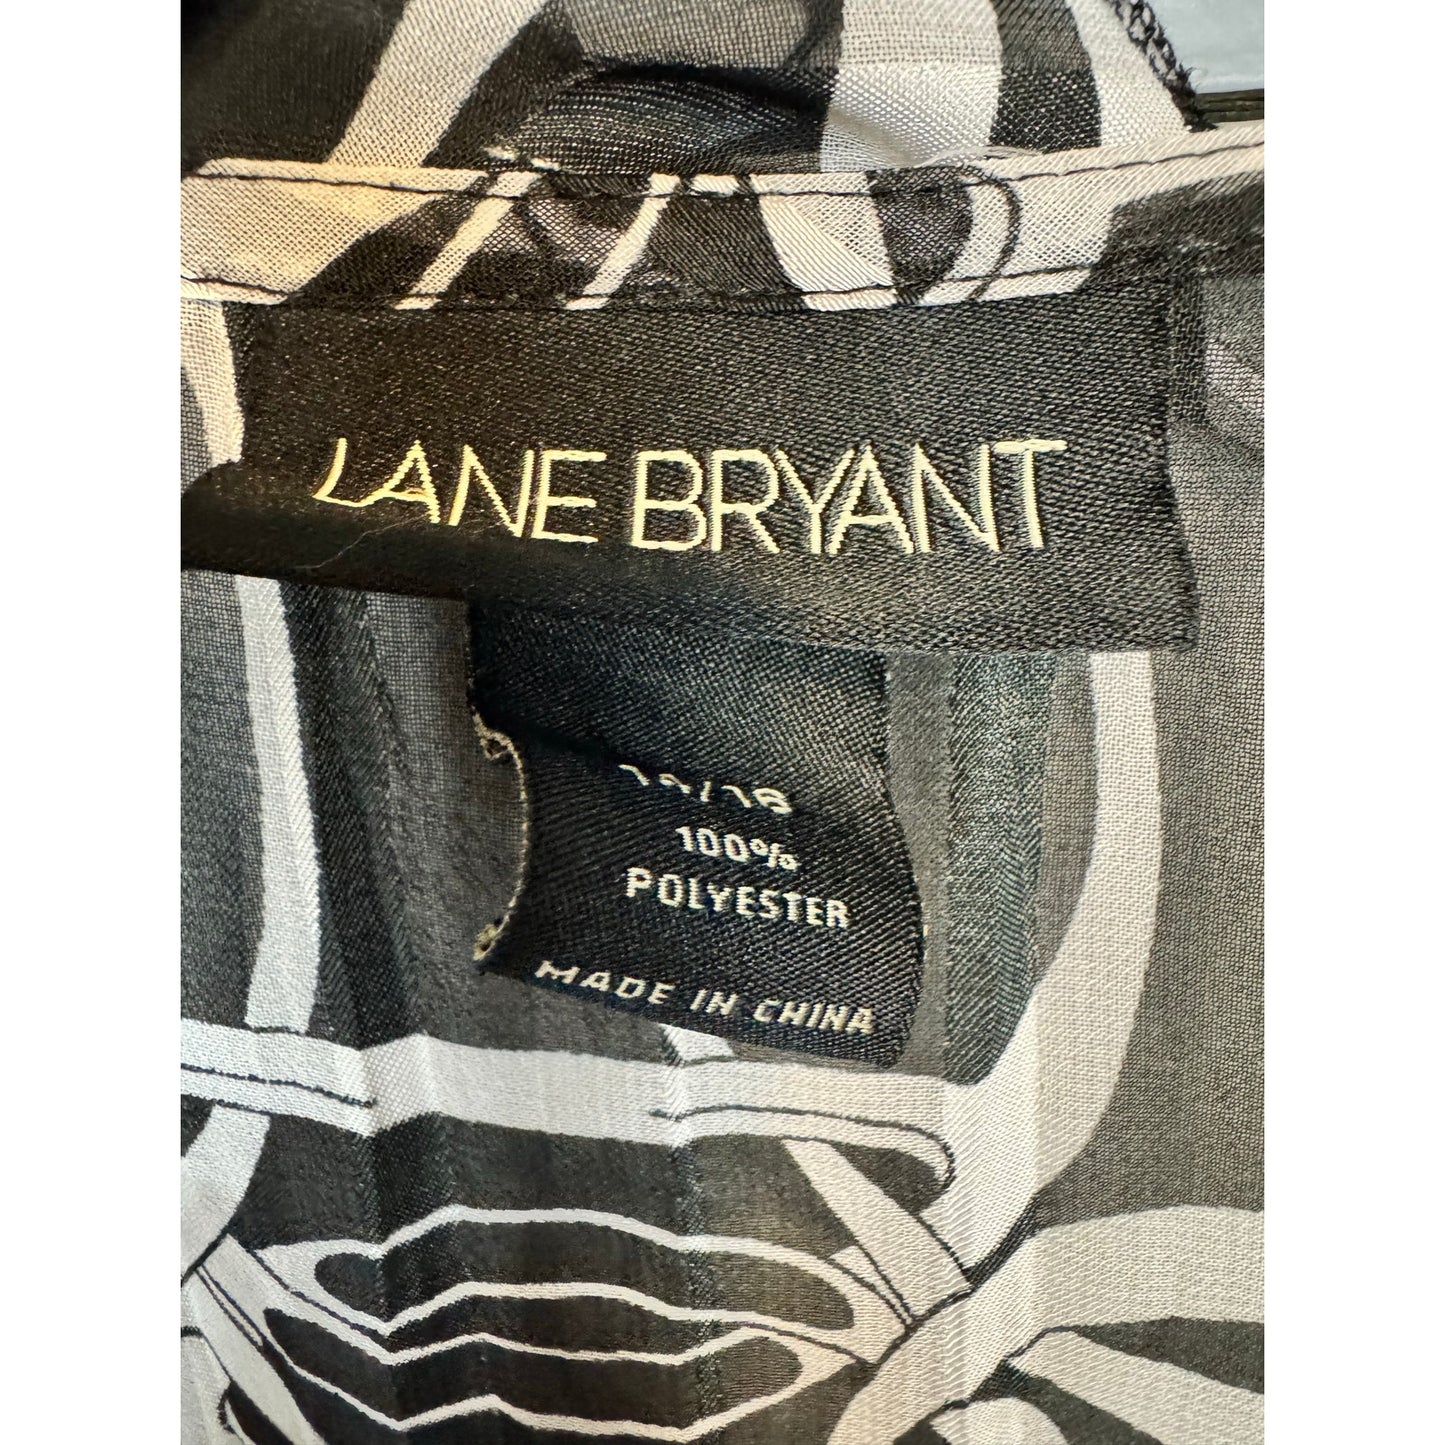 LANE BRYANT
100%
POLYESTER
MADE IN CHINA